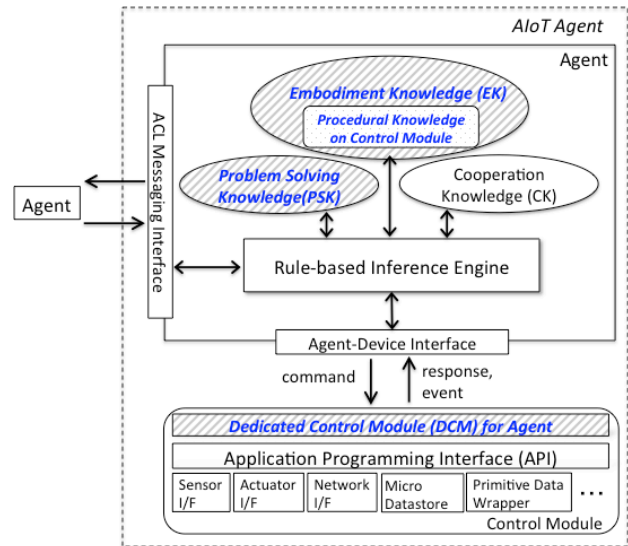 AIoT Agent
Agent
Embodiment Knowledge (EK)
Procedural Knowledge
on Control Module
Problem Solving
Knowledge(PSK)
Cooperation
Knowledge (CK)
ACL Messaging Interface
Agent
Rule-based Inference Engine
Agent-Device Interface
command
response,
event
Dedicated Control Module (DCM) for Agent
Application Programming Interface (API)
Sensor
I/F
Actuator
I/F
Network
I/F
Micro
Datastore
Primitive Data
Wrapper
...
Control Module